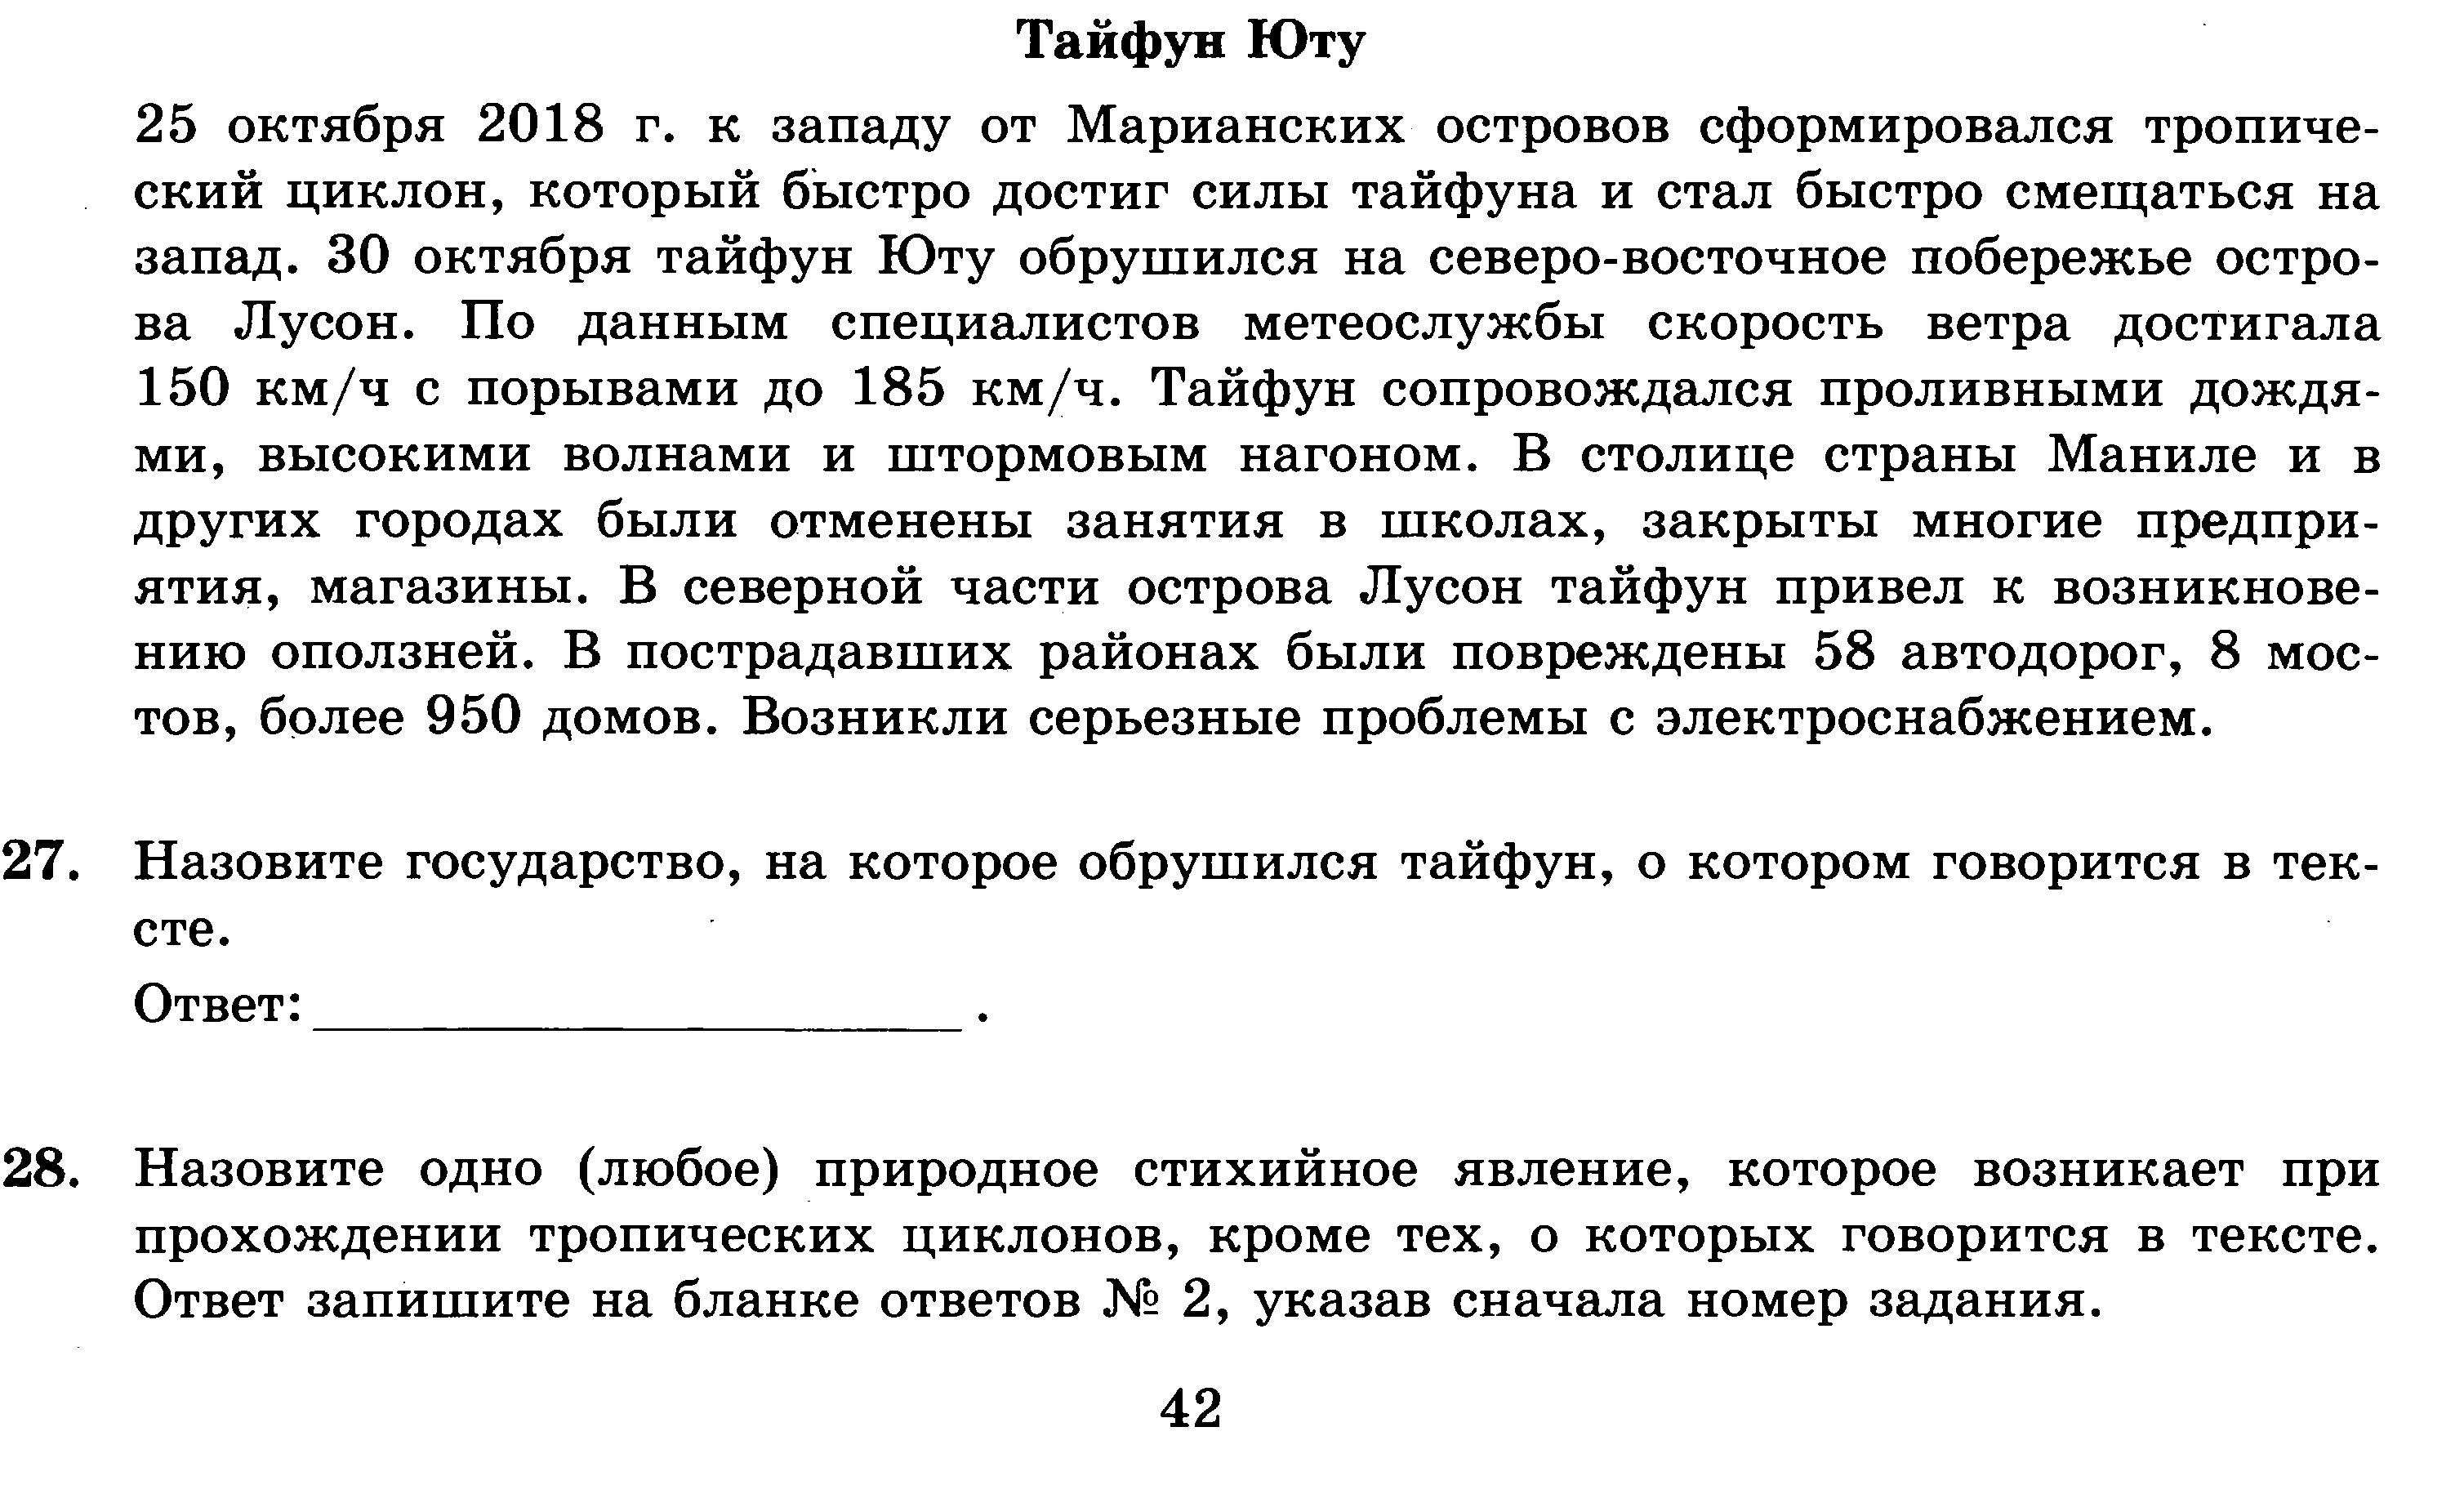 Тайфун Юту
25 октября 2018 г. к западу от Марианских островов сформировался тропиче-
ский циклон, который быстро достиг силы тайфуна и стал быстро смещаться на
запад. 30 октября тайфун Юту обрушился на северо-восточное побережье остро-
ва Лусон. По данным специалистов метеослужбы скорость ветра достигала
150 км/ч с порывами до 185 км/ч. Тайфун сопровождался проливными дождя-
ми, высокими волнами и штормовым нагоном. В столице страны Маниле и в
других городах были отменены занятия в школах, закрыты многие предпри-
ятия, магазины. В северной части острова Лусон тайфун привел к возникнове-
нию оползней. В пострадавших районах были повреждены 58 автодорог, 8 мос-
тов, более 950 домов. Возникли серьезные проблемы с электроснабжением.
27. Назовите государство, на которое обрушился тайфун, о котором говорится в тек-
сте.
Ответ: ______________________ .
28. Назовите одно (любое) природное стихийное явление, которое возникает при
прохождении тропических циклонов, кроме тех, о которых говорится в тексте.
Ответ запишите на бланке ответов № 2, указав сначала номер задания.
42